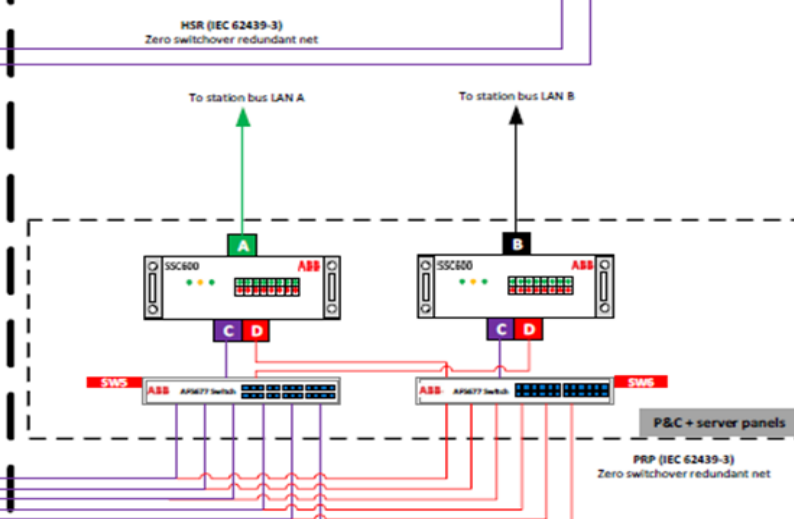 HSR (IEC 62439-3)
Zero switchover redundant net
To station bus LAN A
To station bus LAN B
A
B
SSC600
ABB
SSC600
ABB
C
D
C
D
SW5
ABB
AFS677 Switch
ABB
AFS677 Switch
SW6
P&C + server panels
PRP (IEC 62439-3)
Zero switchover redundant net